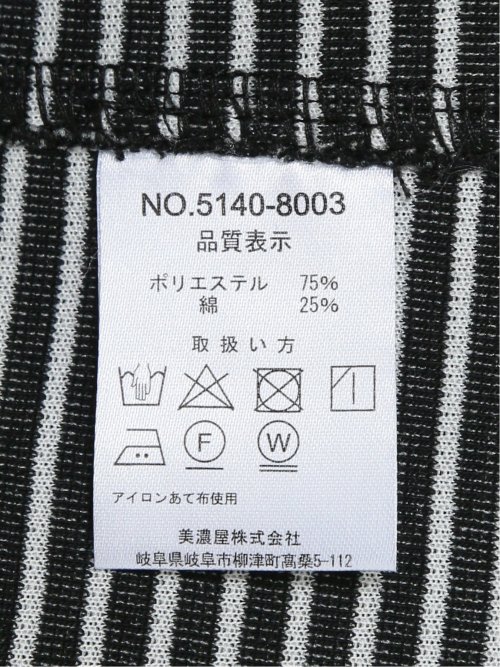 NO.5140-8003
品質表示
ポリエステル 75%
綿 25%
取扱い方
F W
アイロンあて布使用
美濃屋株式会社
岐阜県岐阜市柳津町高桑5-112